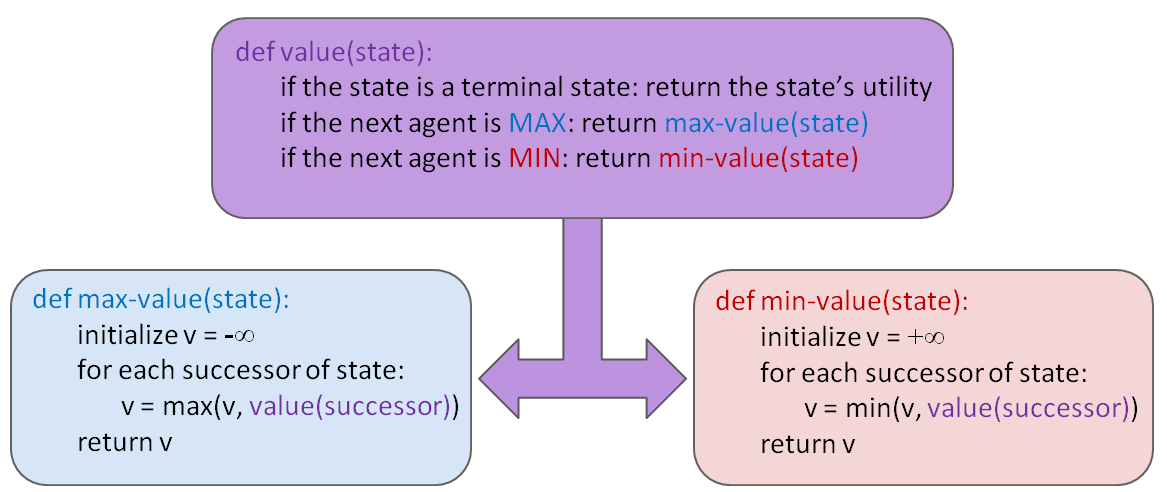 def value(state):
if the state is a terminal state: return the state’s utility
if the next agent is MAX: return max-value(state)
if the next agent is MIN: return min-value(state)
def max-value(state):
initialize v = -∞
for each successor of state:
v = max(v, value(successor))
return v
def min-value(state):
initialize v = +∞
for each successor of state:
v = min(v, value(successor))
return v